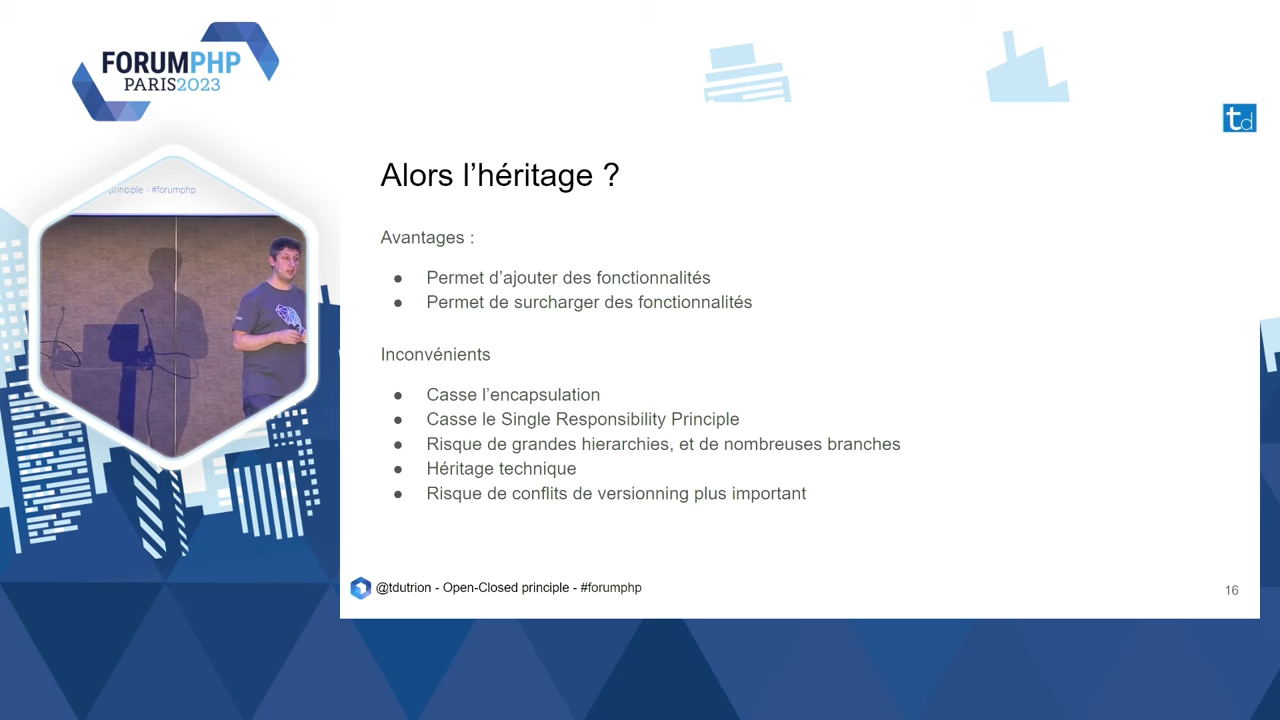 FORUMPHP
PARIS2023
td
principle - #forumphp
Alors l’héritage ?
Avantages :
● Permet d’ajouter des fonctionnalités
● Permet de surcharger des fonctionnalités
Inconvénients
● Casse l’encapsulation
● Casse le Single Responsibility Principle
● Risque de grandes hierarchies, et de nombreuses branches
● Héritage technique
● Risque de conflits de versionning plus important
@tdutrion - Open-Closed principle - #forumphp
16